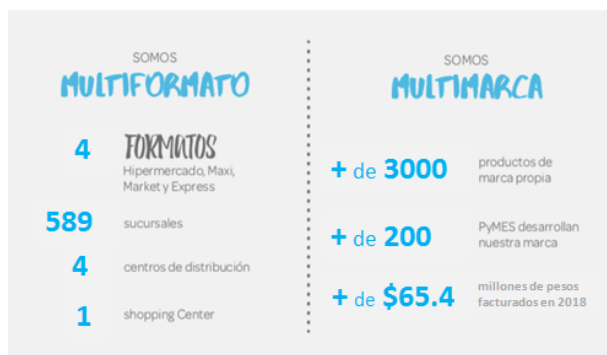 SOMOS
MULTIFORMATO
4
FORMATOS
Hipermercado, Maxi,
Market y Express
589
sucursales
4
centros de distribución
1
shopping Center
SOMOS
MULTIMARCA
+ de 3000
productos de
marca propia
+ de 200
PyMES desarrollan
nuestra marca
+ de $65.4
millones de pesos
facturados en 2018